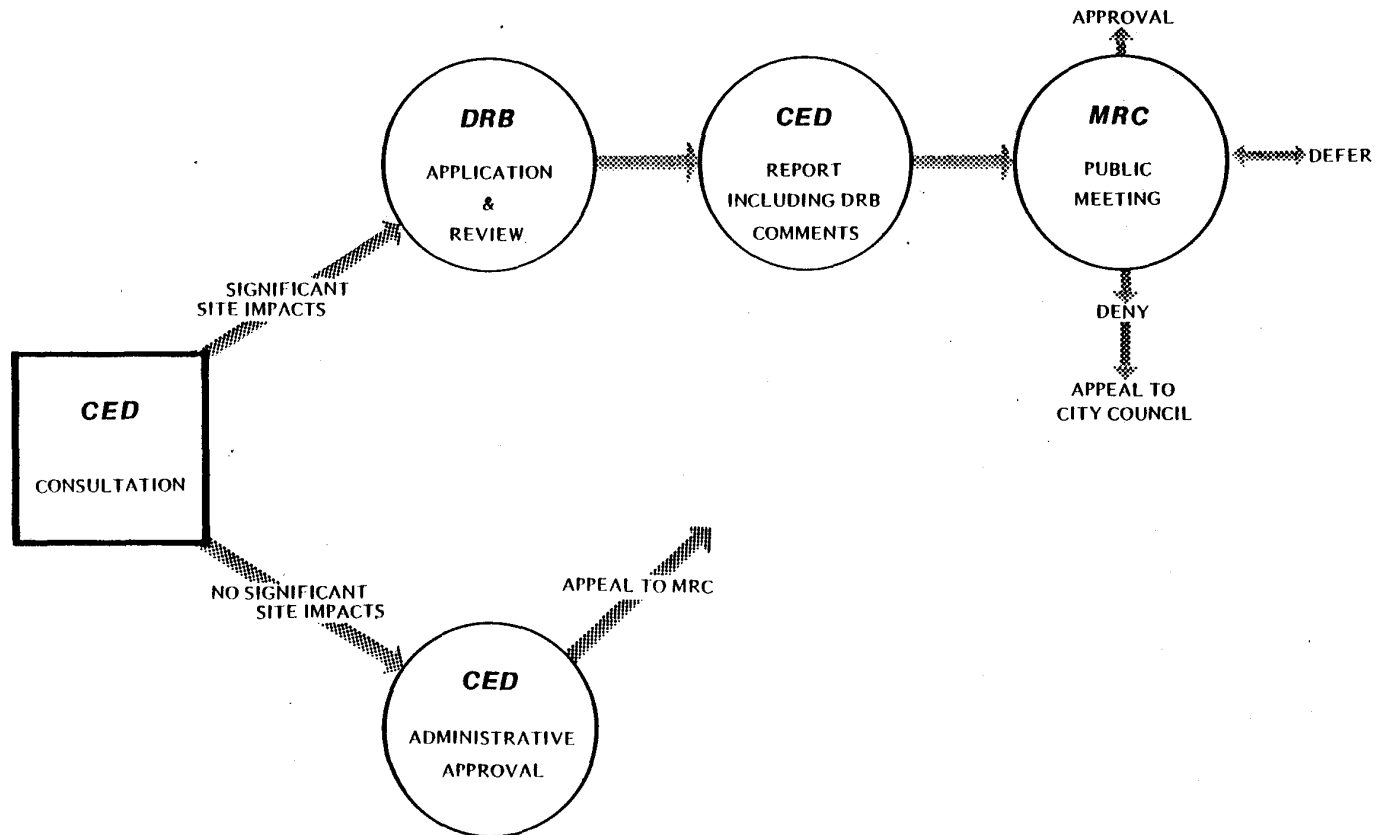 APPROVAL
DRB
APPLICATION
&
REVIEW
CED
REPORT
INCLUDING DRB
COMMENTS
MRC
PUBLIC
MEETING
DEFER
SIGNIFICANT
SITE IMPACTS
DENY
APPEAL TO
CITY COUNCIL
CED
CONSULTATION
NO SIGNIFICANT
SITE IMPACTS
APPEAL TO MRC
CED
ADMINISTRATIVE
APPROVAL